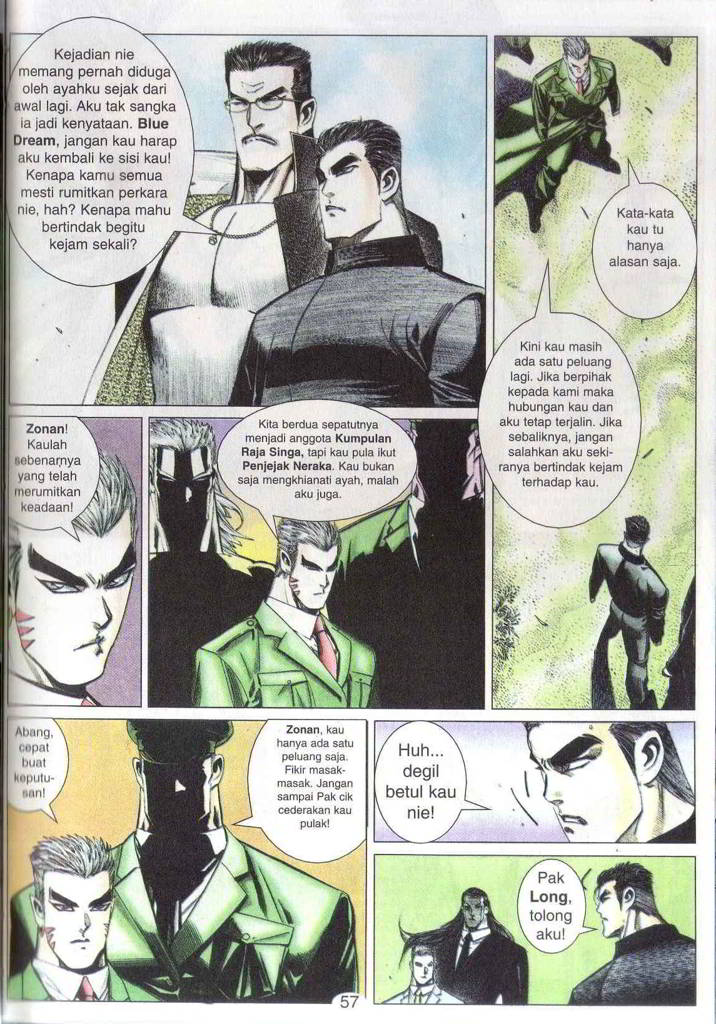 Kejadian nie
memang pernah diduga
oleh ayahku sejak dari
awal lagi. Aku tak sangka
ia jadi kenyataan. Blue
Dream, jangan kau harap
aku kembali ke sisi kau!
Kenapa kamu semua
mesti rumitkan perkara
nie, hah? Kenapa mahu
bertindak begitu
kejam sekali?
Kata-kata
kau tu
hanya
alasan saja.
Kini kau masih
ada satu peluang
lagi. Jika berpihak
kepada kami maka
hubungan kau dan
aku tetap terjalin. Jika
sebaliknya, jangan
salahkan aku seki-
ranya bertindak kejam
terhadap kau.
Zonan!
Kaulah
sebenarnya
yang telah
merumitkan
keadaan!
Kita berdua sepatutnya
menjadi anggota Kumpulan
Raja Singa, tapi kau pula ikut
Penjejak Neraka. Kau bukan
saja mengkhianati ayah, malah
aku juga.
Abang,
cepat
buat
keputu-
san!
Zonan, kau
hanya ada satu
peluang saja.
Fikir masak-
masak. Jangan
sampai Pak cik
cederakan kau
pulak!
Huh...
degil
betul kau
nie!
Pak
Long,
tolong
aku!
57